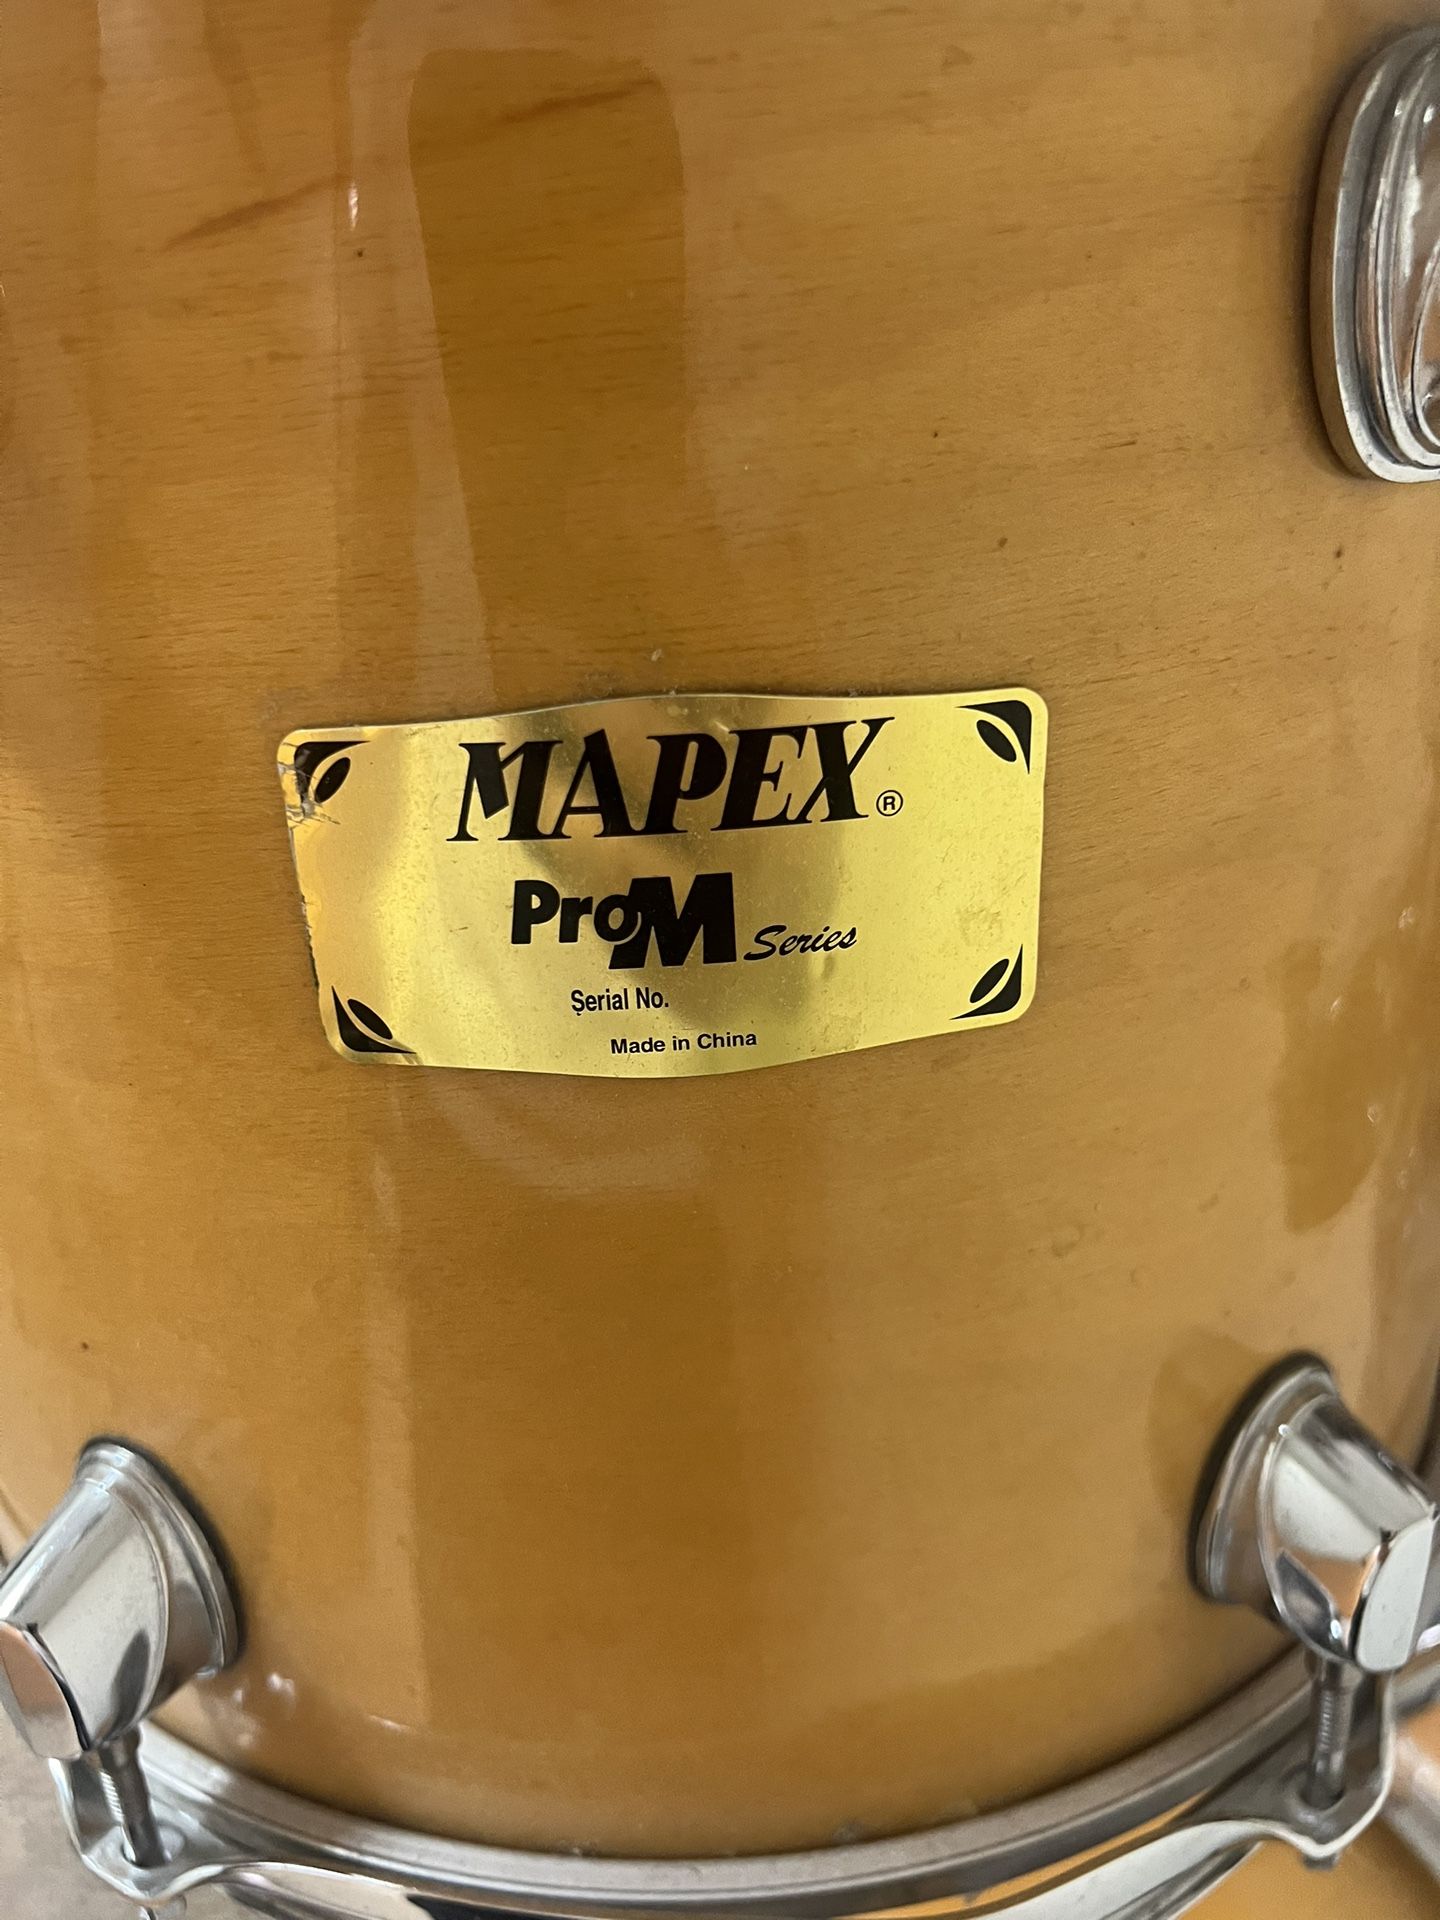 MAPEX®
ProM Series
Serial No.
Made in China